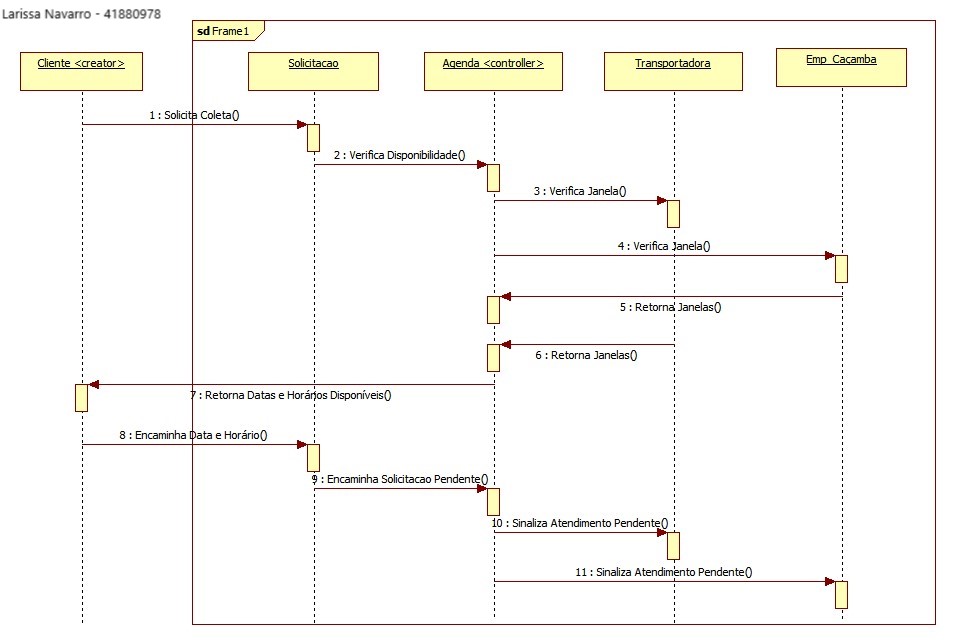 Larissa Navarro - 41880978
sd Frame1
Cliente <creator>
Solicitacao
Agenda <controller>
Transportadora
Emp_Caçamba
1 : Solicita Coleta()
2 : Verifica Disponibilidade()
3 : Verifica Janela()
4 : Verifica Janela()
5 : Retorna Janelas()
6 : Retorna Janelas()
7 : Retorna Datas e Horários Disponíveis()
8 : Encaminha Data e Horário()
9 : Encaminha Solicitacao Pendente()
10 : Sinaliza Atendimento Pendente()
11 : Sinaliza Atendimento Pendente()